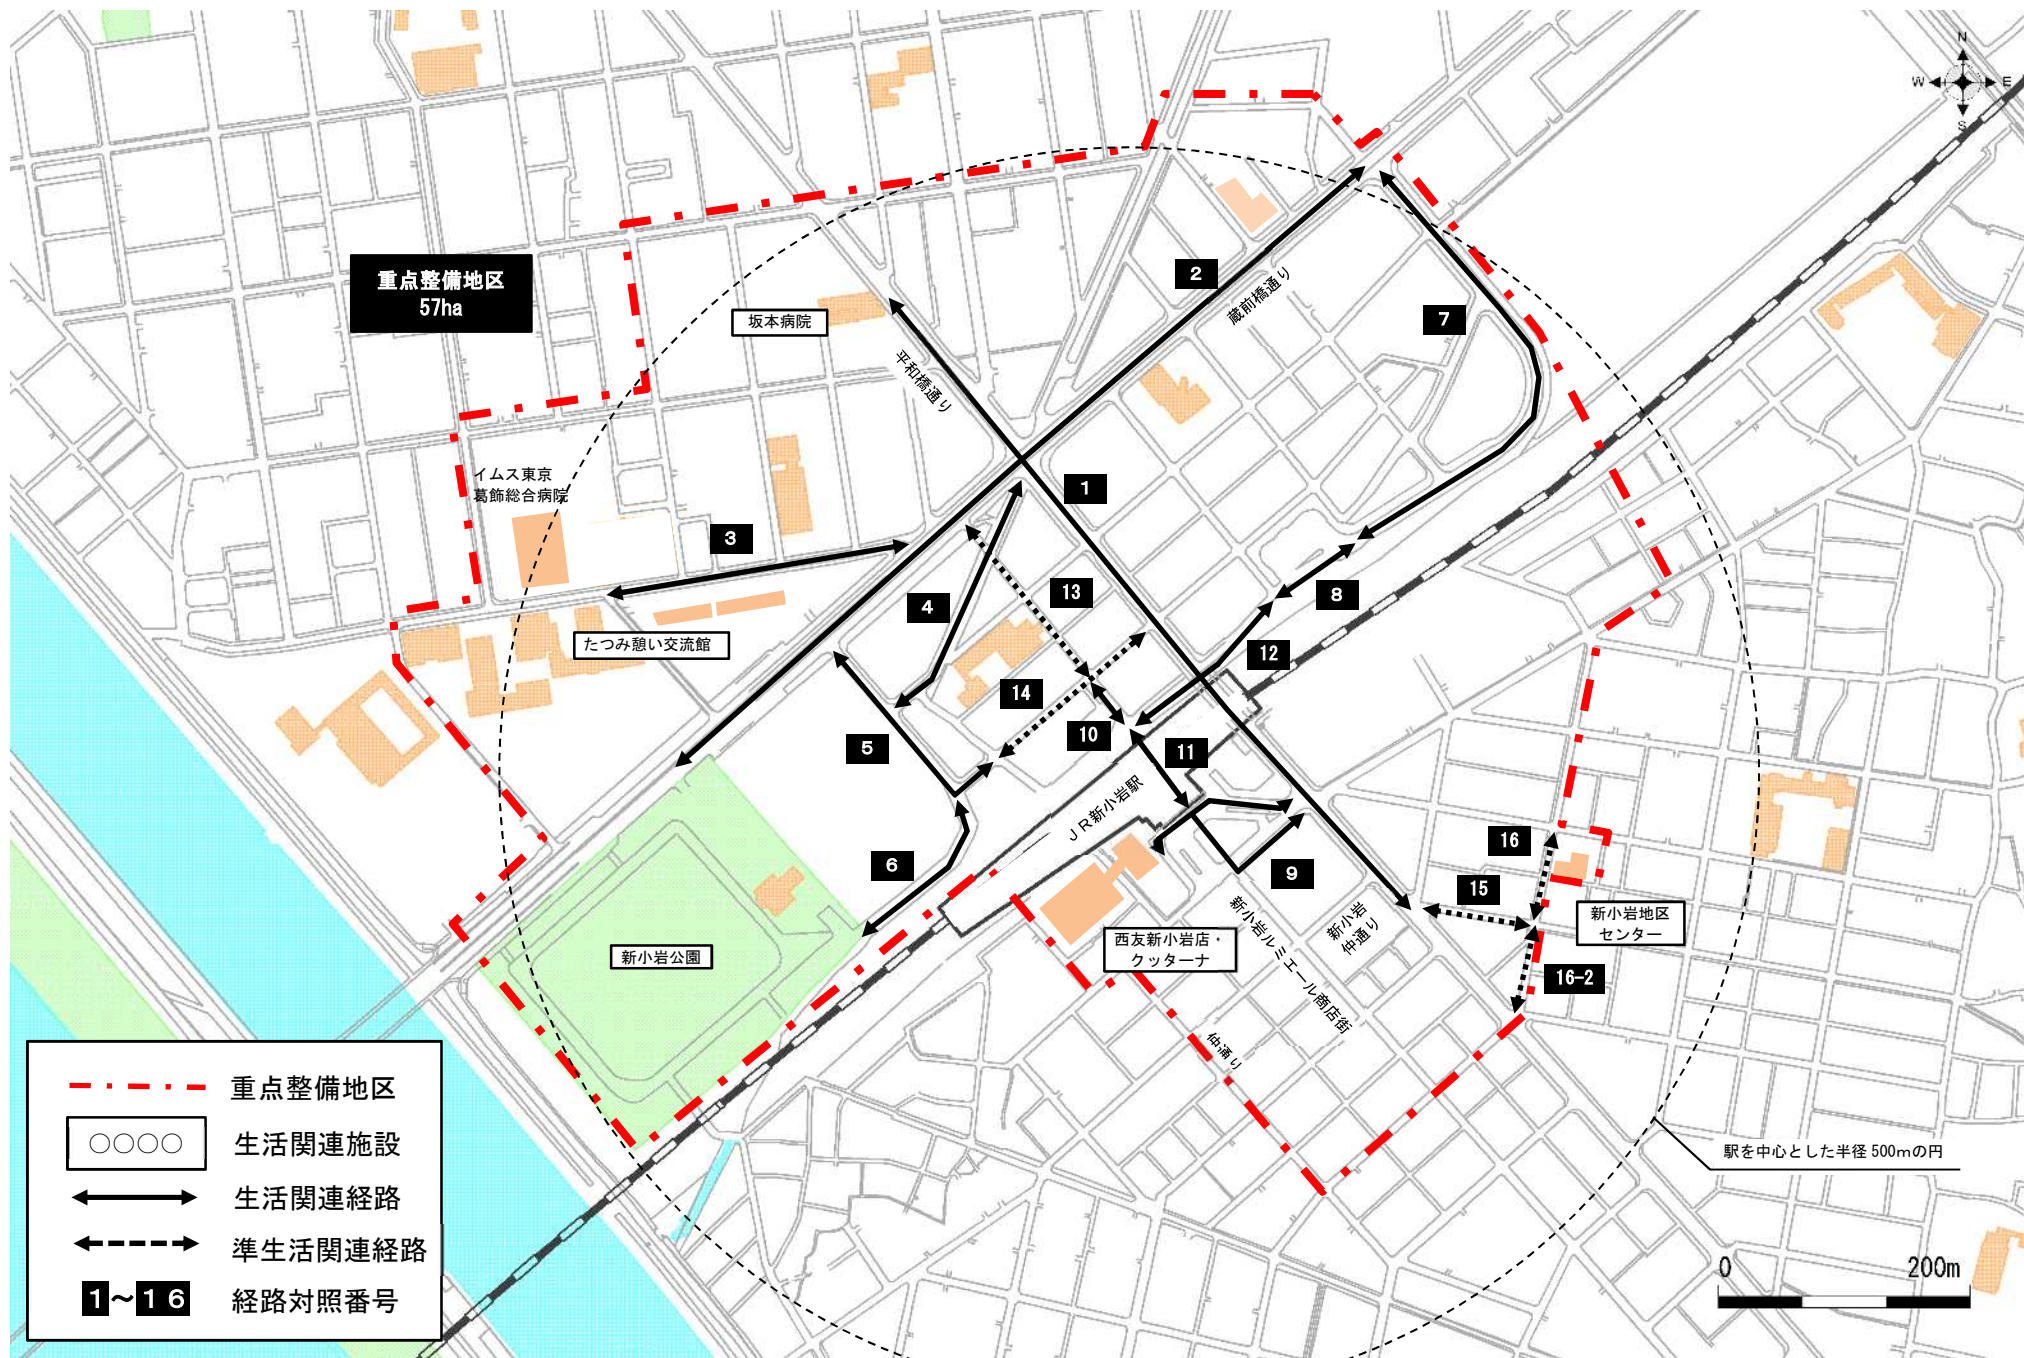 N
W
E
S
重点整備地区
57ha
坂本病院
平和橋通り
2
蔵前橋通り
7
イムス東京
葛飾総合病院
3
1
4
13
8
たつみ憩い交流館
12
14
5
10
11
JR新小岩駅
6
9
16
15
新小岩地区
センター
16-2
西友新小岩店・
クッターナ
新小岩ルミエール商店街
新小岩
仲通り
仲通り
新小岩公園
駅を中心とした半径500mの円
重点整備地区
○○○○
生活関連施設
生活関連経路
準生活関連経路
1~16
経路対照番号
0
200m